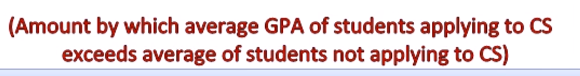 (Amount by which average GPA of students applying to CS
exceeds average of students not applying to CS)